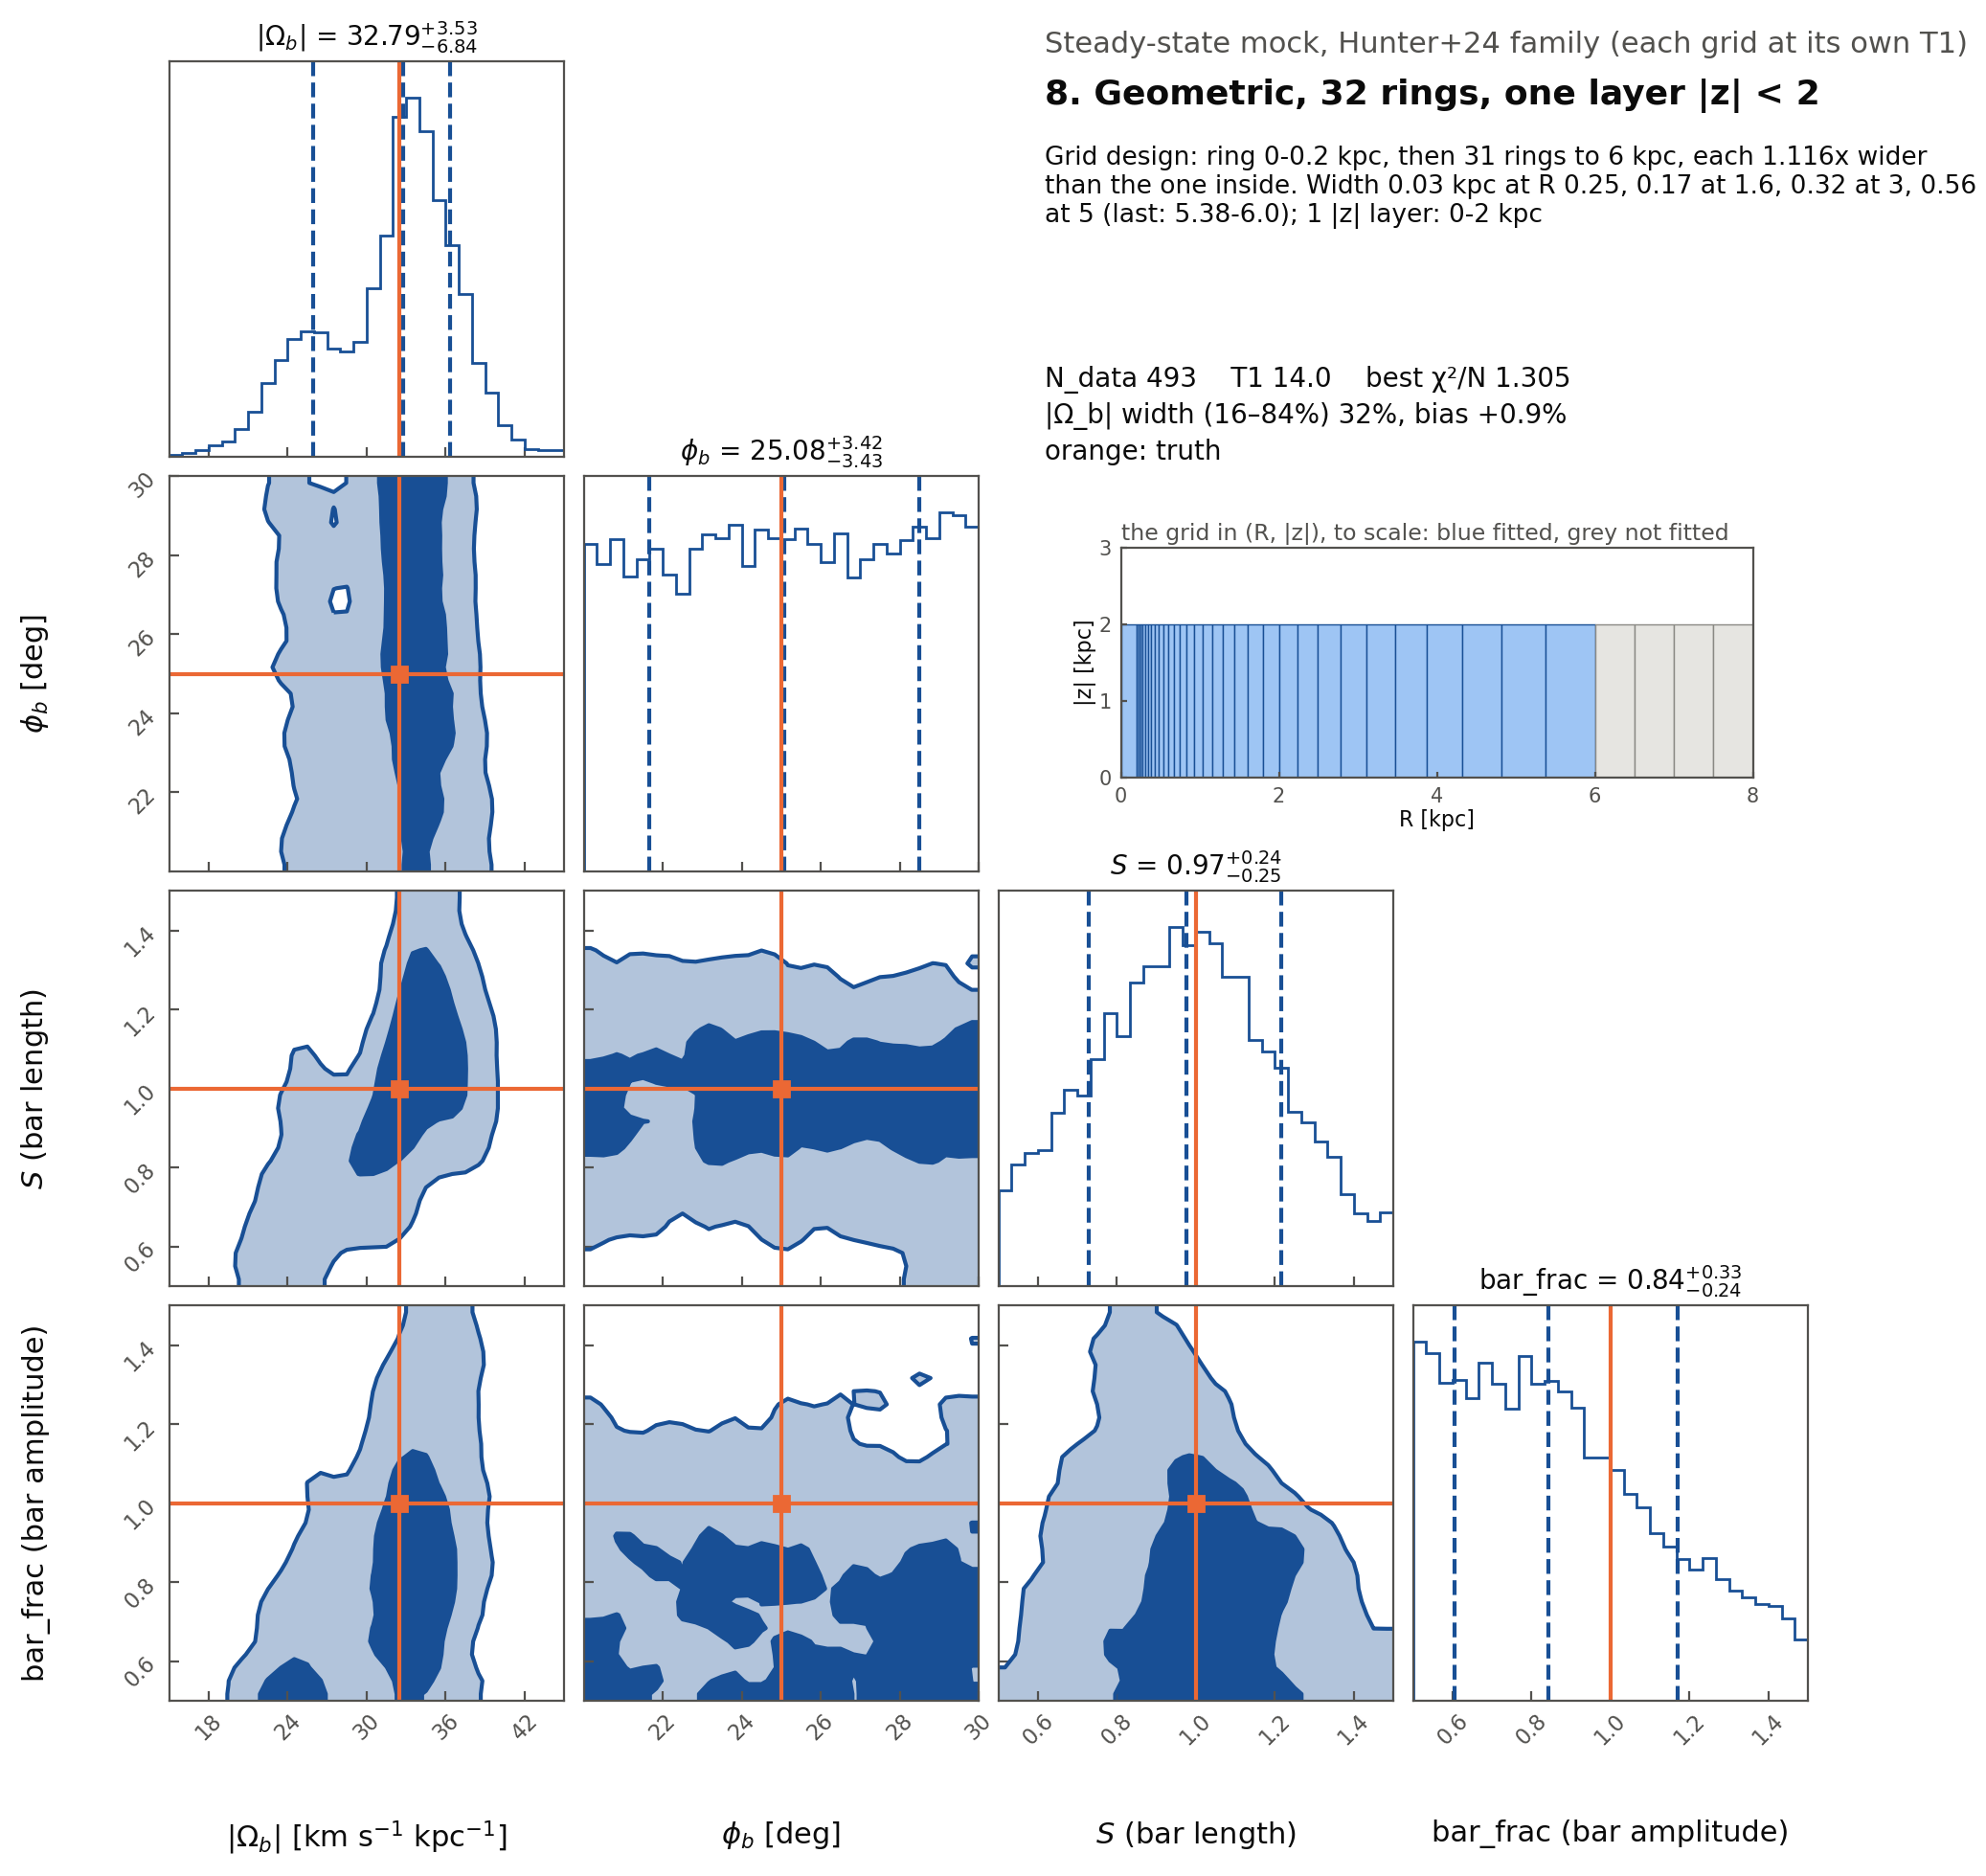 |Ω_b| = 32.79^{+3.53}_{-6.84}
Steady-state mock, Hunter+24 family (each grid at its own T1)
8. Geometric, 32 rings, one layer |z| < 2
Grid design: ring 0-0.2 kpc, then 31 rings to 6 kpc, each 1.116x wider
than the one inside. Width 0.03 kpc at R 0.25, 0.17 at 1.6, 0.32 at 3, 0.56
at 5 (last: 5.38-6.0); 1 |z| layer: 0-2 kpc
N_data 493 T1 14.0 best χ²/N 1.305
|Ω_b| width (16–84%) 32%, bias +0.9%
orange: truth
ϕ_b = 25.08^{+3.42}_{-3.43}
the grid in (R, |z|), to scale: blue fitted, grey not fitted
3
2
1
0
|z| [kpc]
0 2 4 6 8
R [kpc]
30
28
26
24
22
ϕ_b [deg]
S = 0.97^{+0.24}_{-0.25}
1.4
1.2
1.0
0.8
0.6
S (bar length)
bar_frac = 0.84^{+0.33}_{-0.24}
1.4
1.2
1.0
0.8
0.6
bar_frac (bar amplitude)
18 24 30 36 42
22 24 26 28 30
0.6 0.8 1.0 1.2 1.4
0.6 0.8 1.0 1.2 1.4
|Ω_b| [km s⁻¹ kpc⁻¹]
ϕ_b [deg]
S (bar length)
bar_frac (bar amplitude)